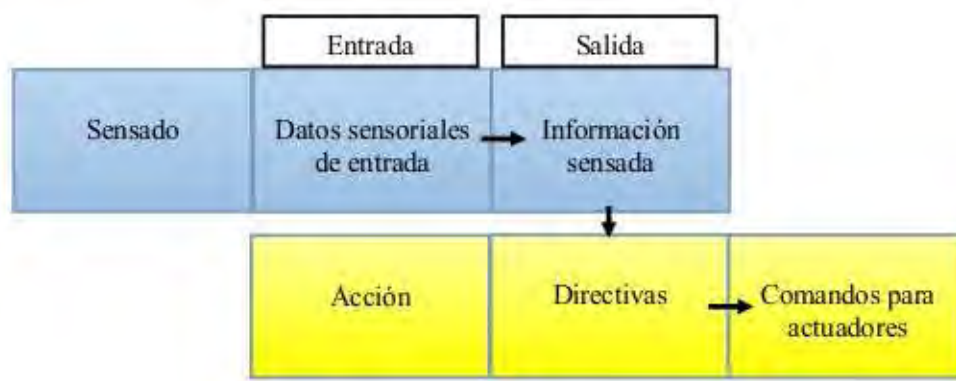 Entrada
Salida
Sensado
Datos sensoriales
de entrada
Información
sensada
Acción
Directivas
Comandos para
actuadores